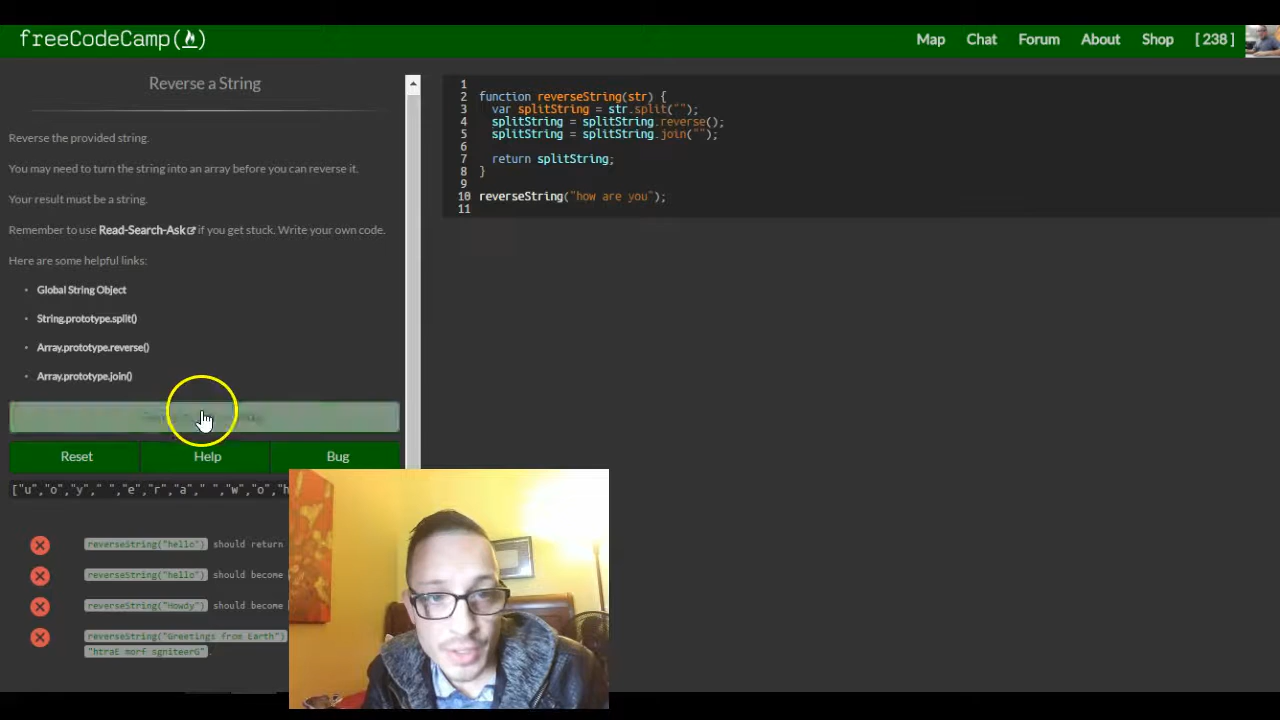 freeCodeCamp(🔥)
Map Chat Forum About Shop [ 238 ]
Reverse a String
Reverse the provided string.
You may need to turn the string into an array before you can reverse it.
Your result must be a string.
Remember to use Read-Search-Ask if you get stuck. Write your own code.
Here are some helpful links:
Global String Object
String.prototype.split()
Array.prototype.reverse()
Array.prototype.join()
Reset Help Bug
["u","o","y"," ","e","r","a"," ","w","o","h
reverseString("hello") should return
reverseString("hello") should become
reverseString("Howdy") should become
reverseString("Greetings from Earth")
"htraE morf sgniteerG".
1
2 function reverseString(str) {
3 var splitString = str.split("");
4 splitString = splitString.reverse();
5 splitString = splitString.join("");
6
7 return splitString;
8 }
9
10 reverseString("how are you");
11